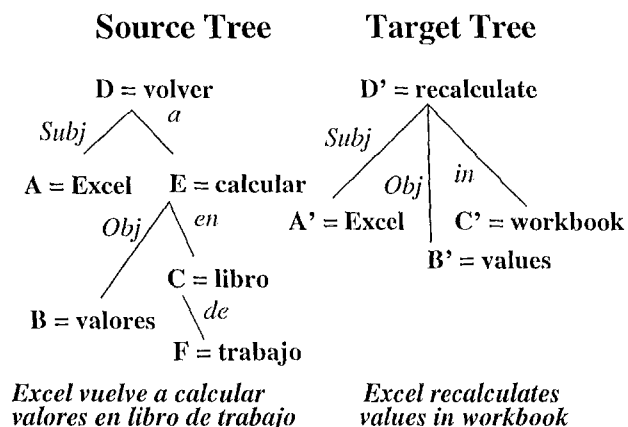 Source Tree Target Tree
D = volver D' = recalculate
Subj a Subj Obj in
A = Excel E = calcular A' = Excel C' = workbook
Obj en B' = values
C = libro
B = valores de
F = trabajo
Excel vuelve a calcular Excel recalculates
valores en libro de trabajo values in workbook